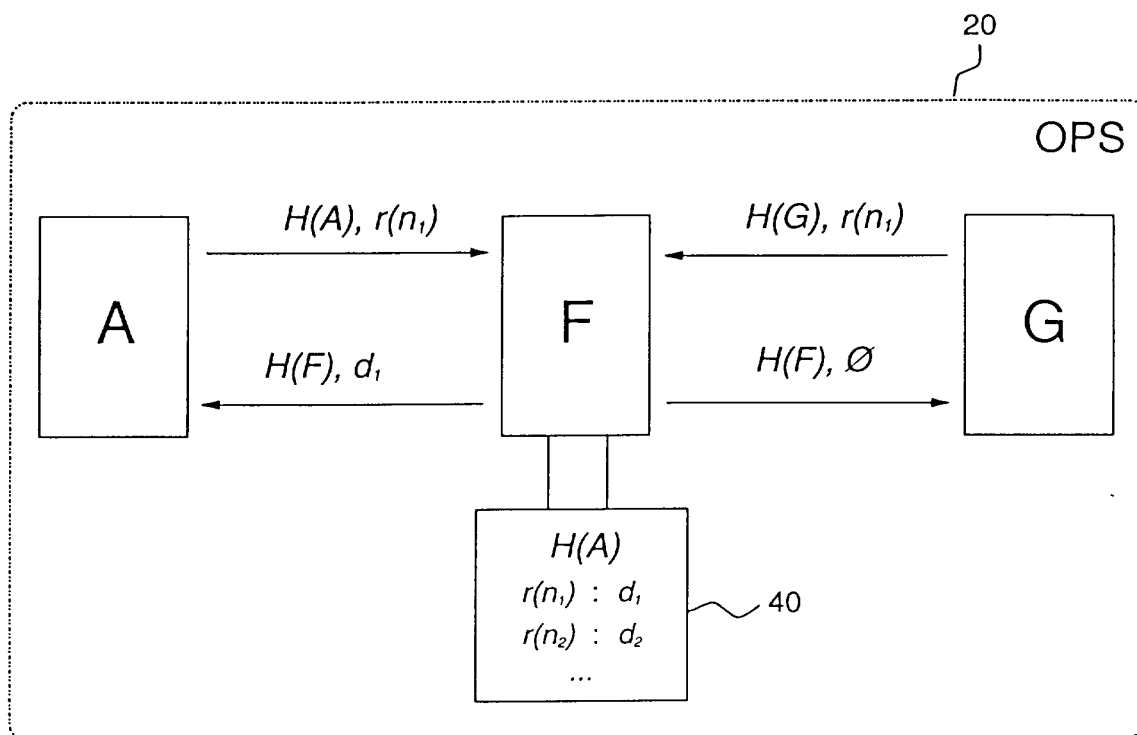 20
OPS
H(A), r(n₁)
H(G), r(n₁)
A
F
G
H(F), d₁
H(F), Ø
H(A)
r(n₁) : d₁
r(n₂) : d₂
...
40